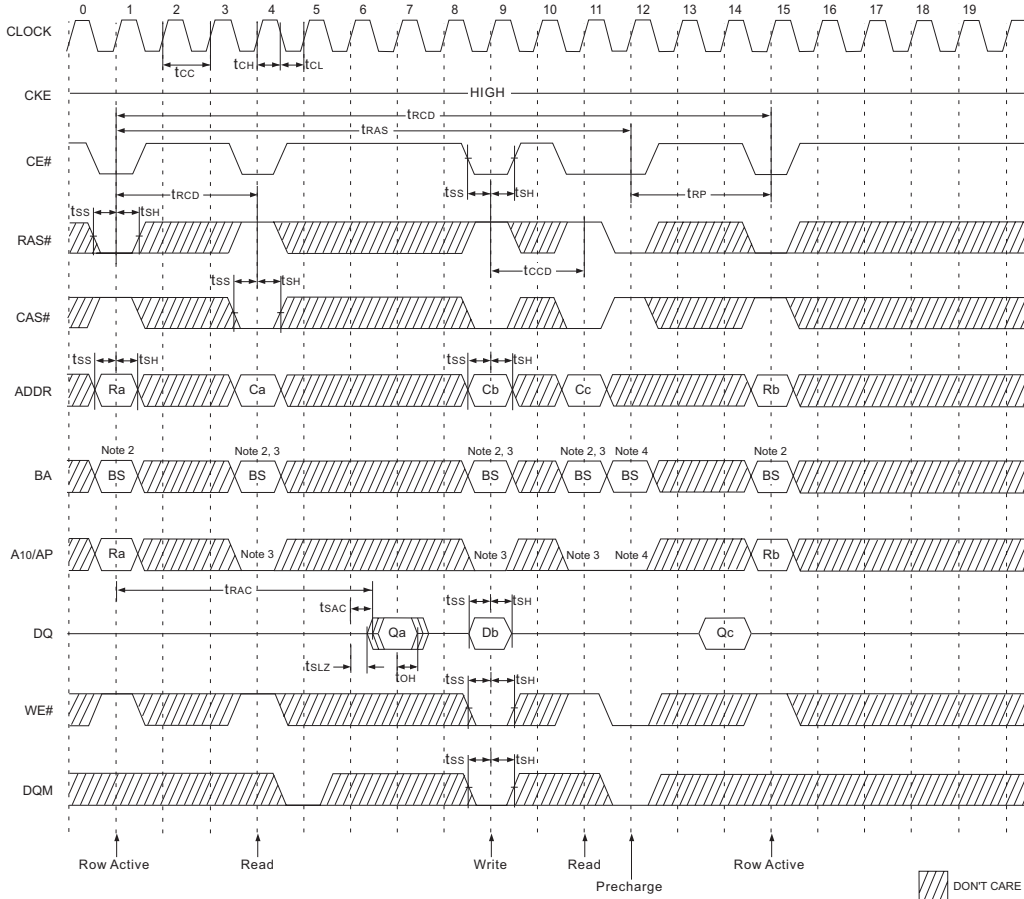 0 1 2 3 4 5 6 7 8 9 10 11 12 13 14 15 16 17 18 19
CLOCK
tCC tCH tCL
CKE HIGH
tRCD
tRAS
CE#
tSS tSH tRP
tRCD
tSS tSH
RAS#
tCCD
tSS tSH
CAS#
tSS tSH tSS tSH
ADDR Ra Ca Cb Cc Rb
Note 2 Note 2, 3 Note 2, 3 Note 2, 3 Note 4 Note 2
BA BS BS BS BS BS BS
A10/AP Ra Note 3 Note 3 Note 3 Note 4 Rb
tRAC
tSAC tSS tSH
DQ Qa Db Qc
tSLZ tOH
tSS tSH
WE#
tSS tSH
DQM
Row Active Read Write Read Row Active
Precharge
DON'T CARE